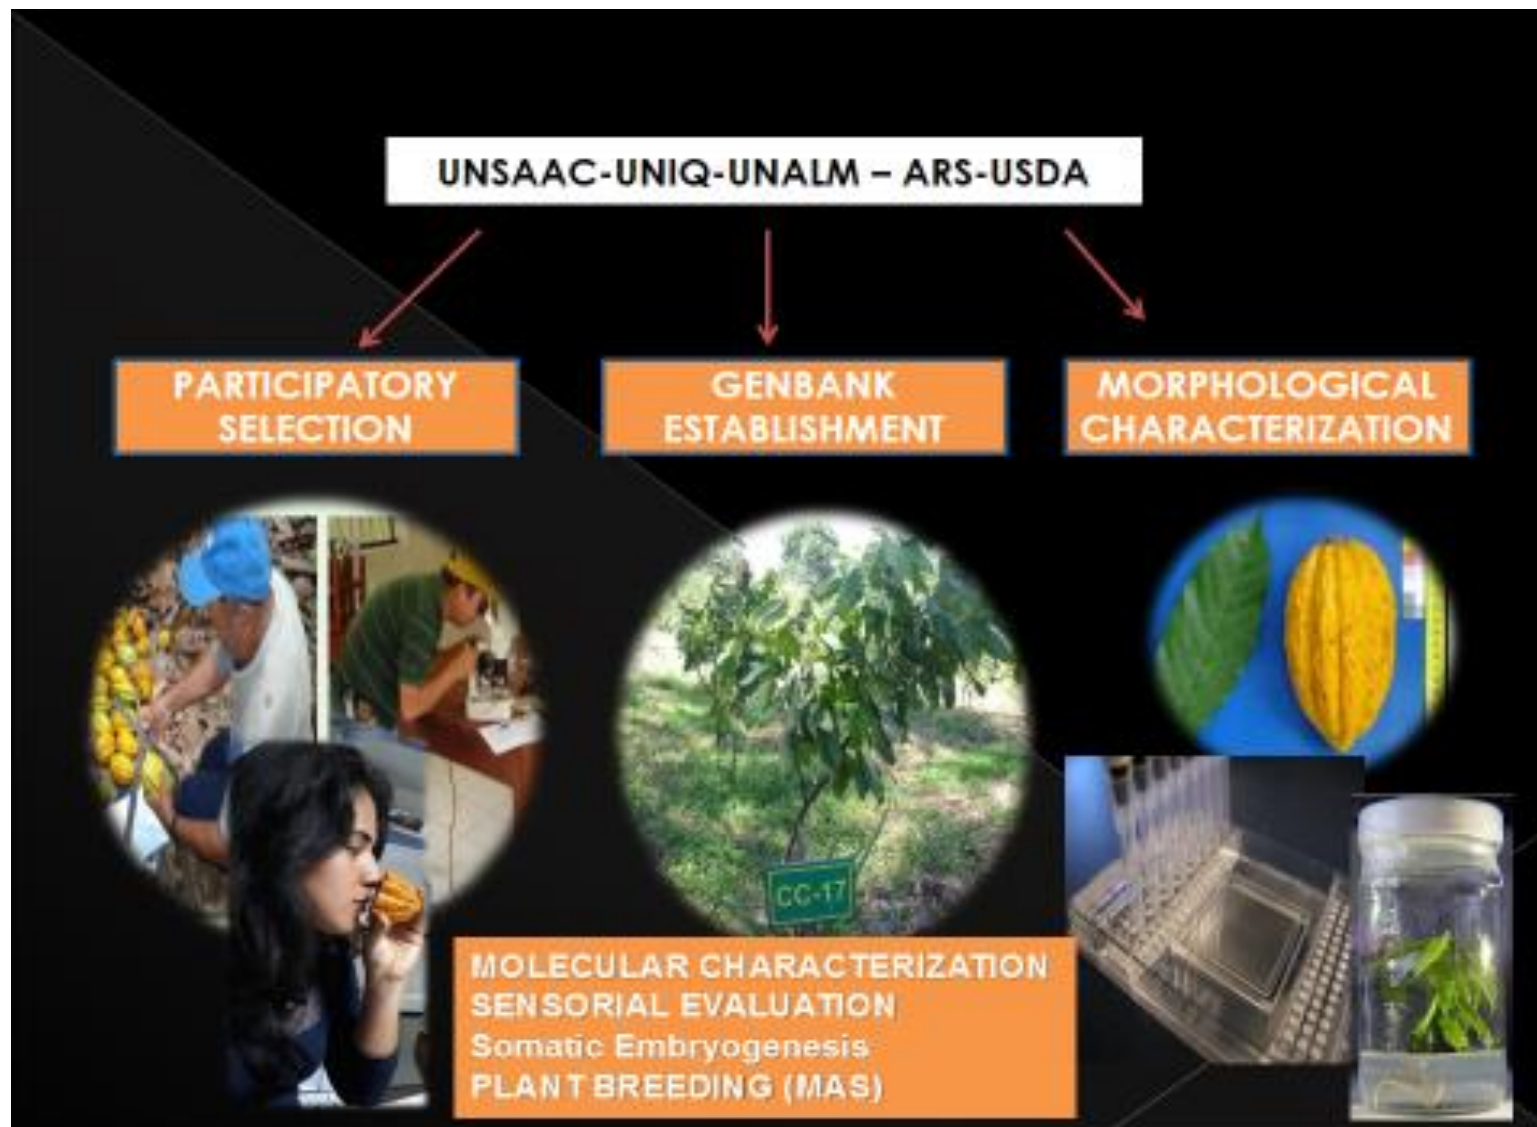 UNSAAC-UNIQ-UNALM – ARS-USDA
PARTICIPATORY
SELECTION
GENBANK
ESTABLISHMENT
MORPHOLOGICAL
CHARACTERIZATION
CC-17
MOLECULAR CHARACTERIZATION
SENSORIAL EVALUATION
Somatic Embryogenesis
PLANT BREEDING (MAS)